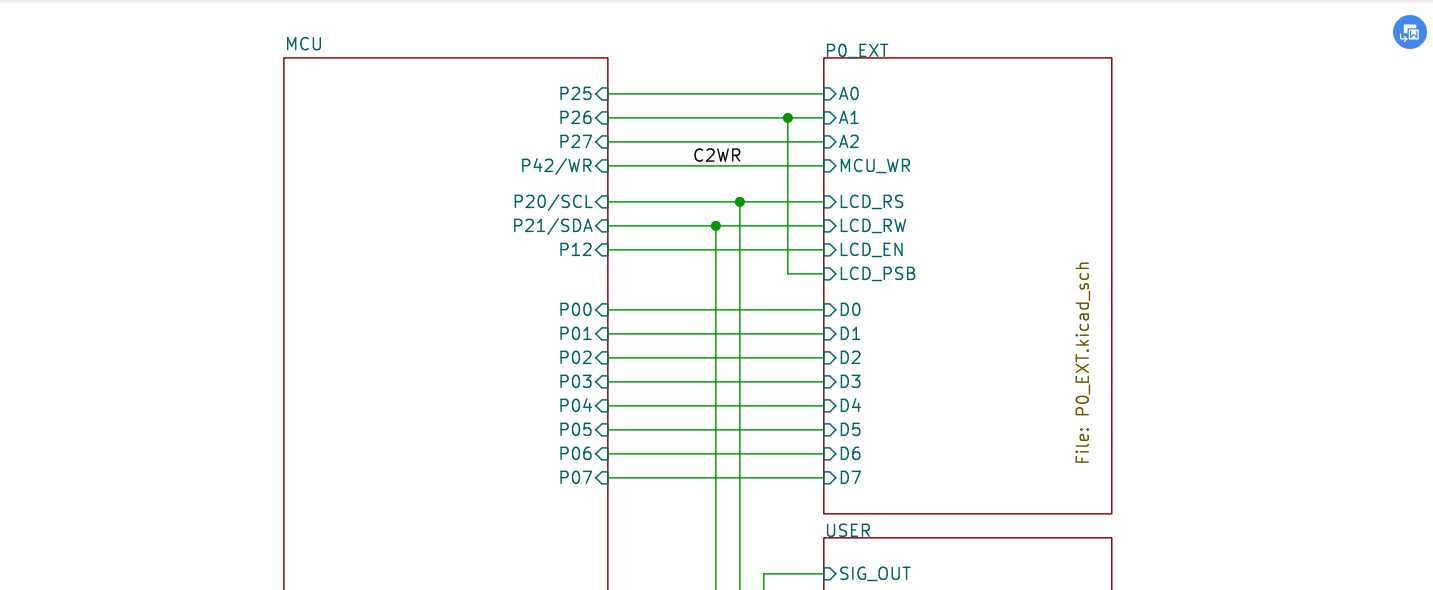 MCU
P0_EXT
P25 A0
P26 A1
P27 A2
C2WR
P42/WR MCU_WR
P20/SCL LCD_RS
P21/SDA LCD_RW
P12 LCD_EN
LCD_PSB
P00 D0
P01 D1
P02 D2
P03 D3
P04 D4
P05 D5
P06 D6
P07 D7
File: P0_EXT.kicad_sch
USER
SIG_OUT